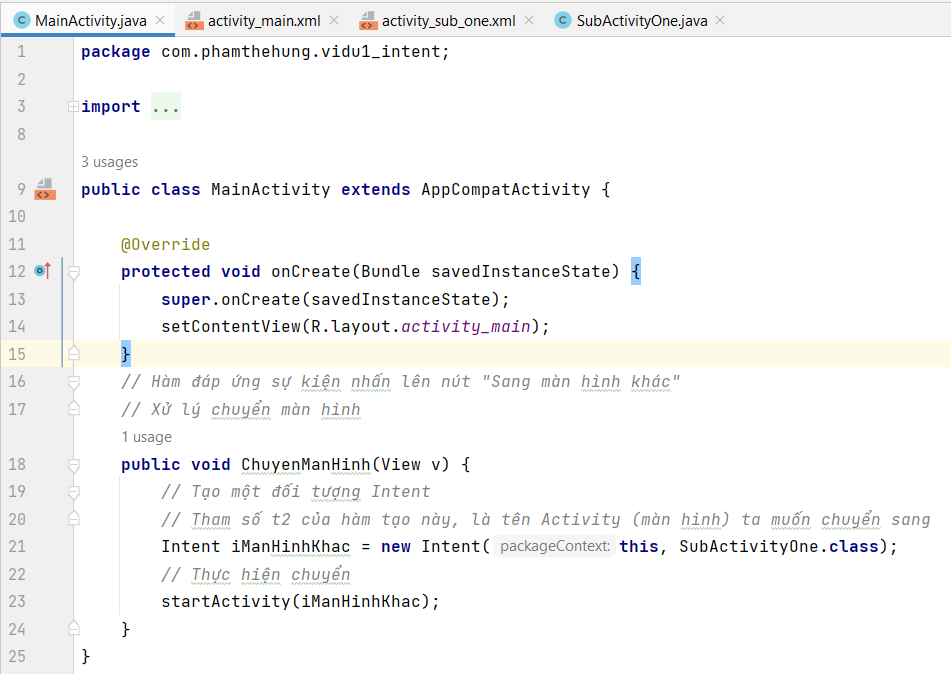 MainActivity.java activity_main.xml activity_sub_one.xml SubActivityOne.java
1 package com.phamthehung.vidu1_intent;
2
3 import ...
8
3 usages
9 public class MainActivity extends AppCompatActivity {
10
11 @Override
12 protected void onCreate(Bundle savedInstanceState) {
13 super.onCreate(savedInstanceState);
14 setContentView(R.layout.activity_main);
15 }
16 // Hàm đáp ứng sự kiện nhấn lên nút "Sang màn hình khác"
17 // Xử lý chuyển màn hình
1 usage
18 public void ChuyenManHinh(View v) {
19 // Tạo một đối tượng Intent
20 // Tham số t2 của hàm tạo này, là tên Activity (màn hình) ta muốn chuyển sang
21 Intent iManHinhKhac = new Intent( packageContext: this, SubActivityOne.class);
22 // Thực hiện chuyển
23 startActivity(iManHinhKhac);
24 }
25 }